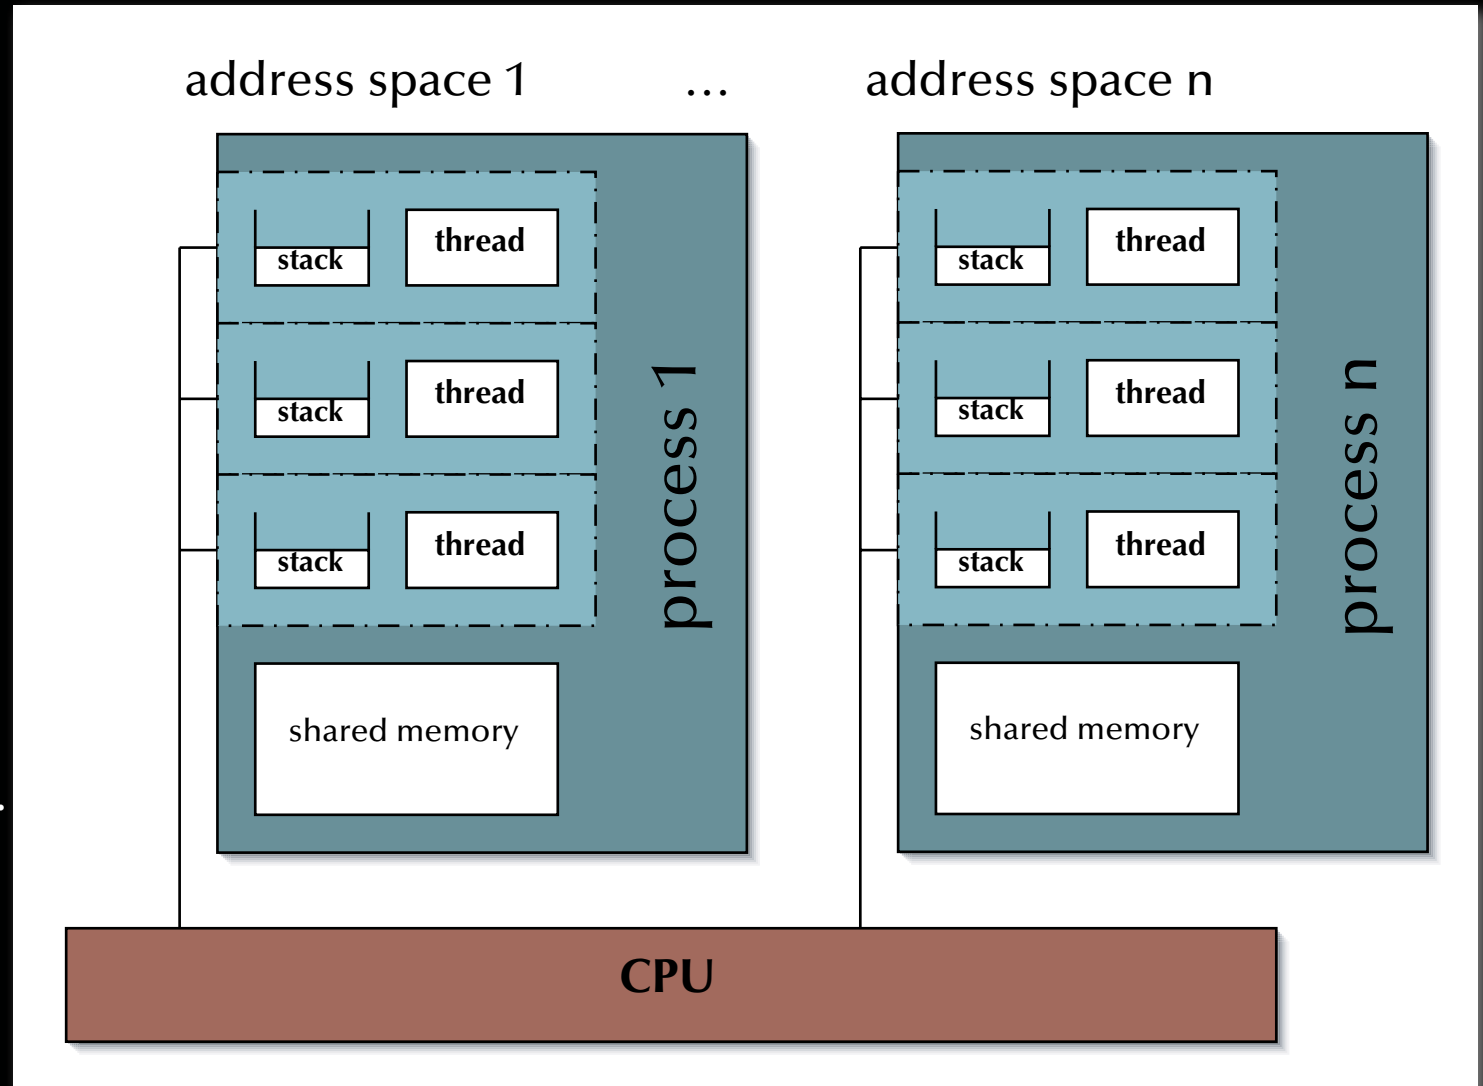 address space 1 ... address space n
stack thread
stack thread
stack thread
process 1
shared memory
stack thread
stack thread
stack thread
process n
shared memory
CPU